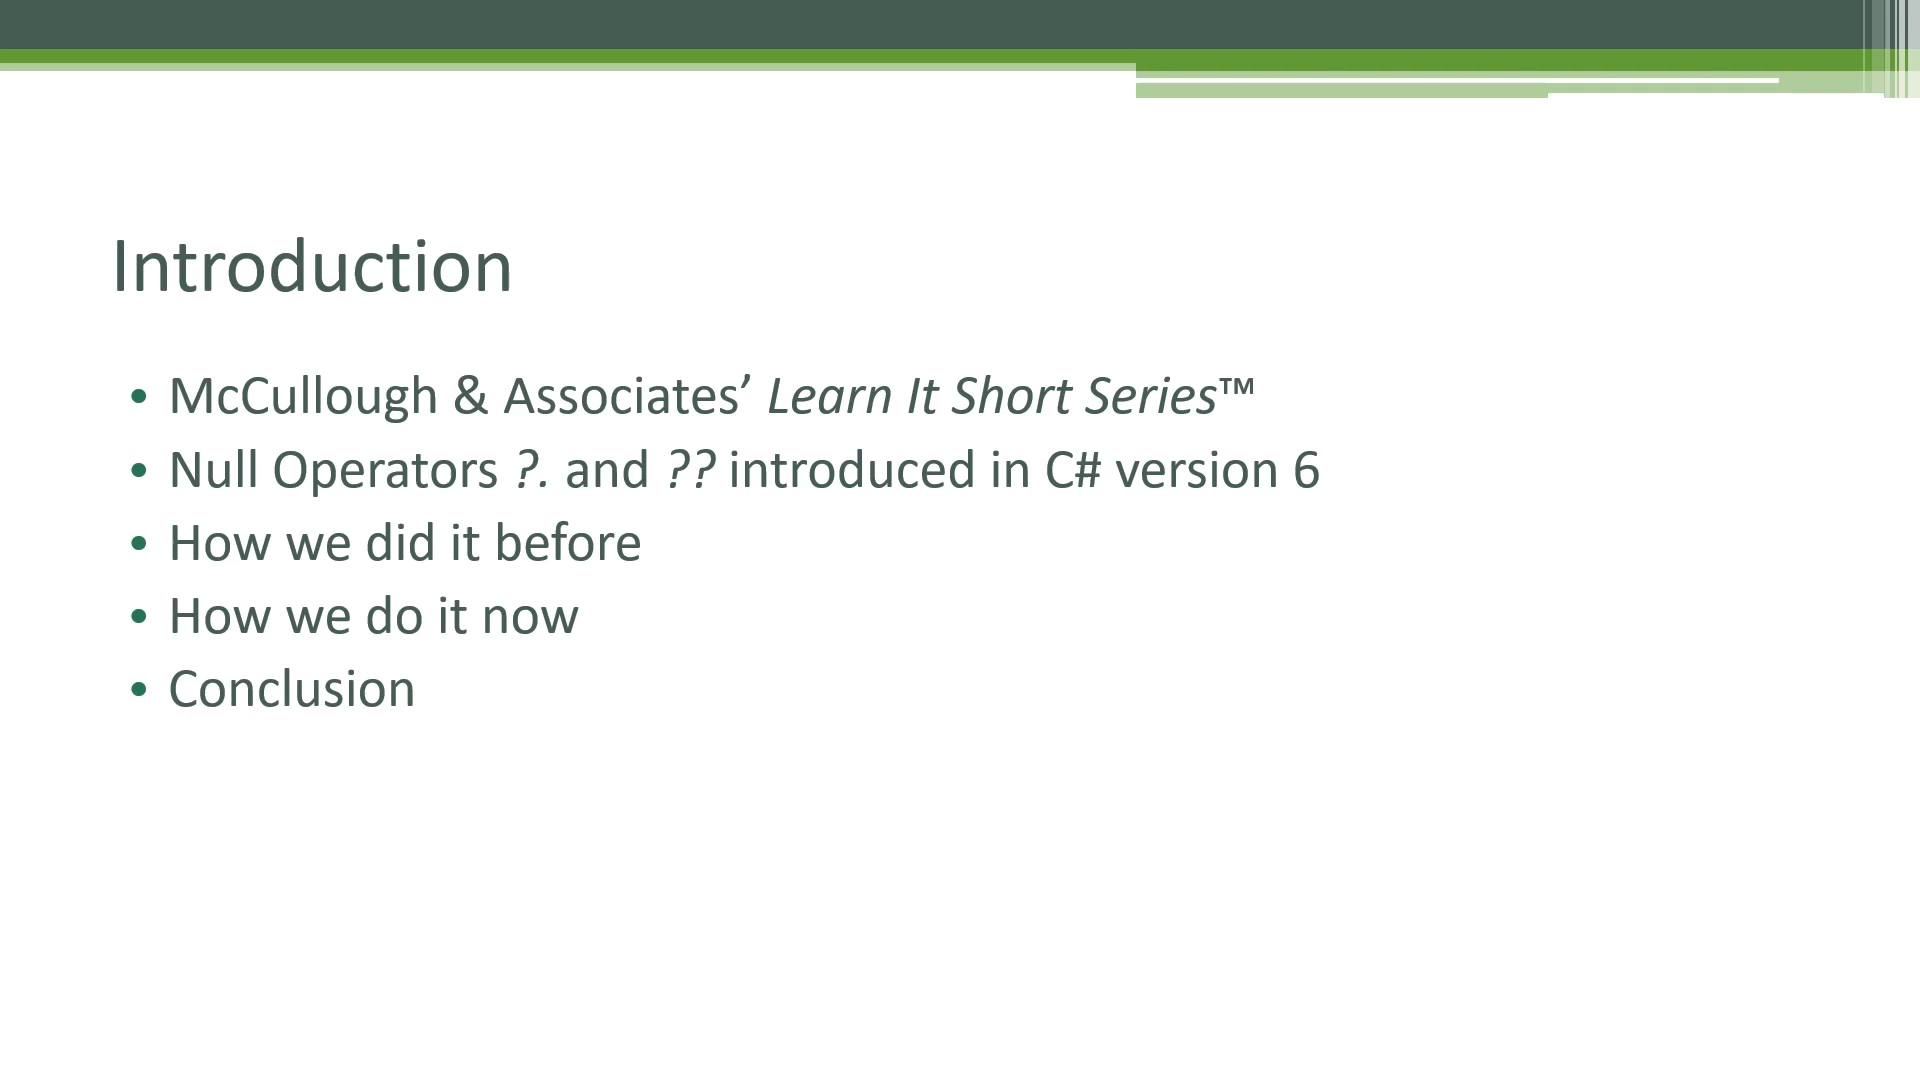 Introduction
• McCullough & Associates’ Learn It Short Series™
• Null Operators ?. and ?? introduced in C# version 6
• How we did it before
• How we do it now
• Conclusion